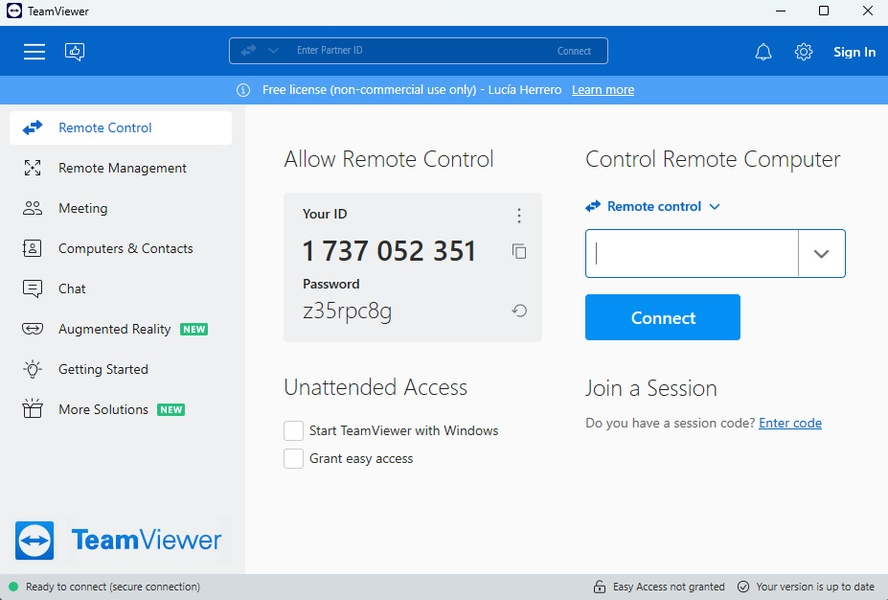 TeamViewer
Enter Partner ID
Connect
Sign In
Free license (non-commercial use only) - Lucía Herrero Learn more
Remote Control
Remote Management
Meeting
Computers & Contacts
Chat
Augmented Reality NEW
Getting Started
More Solutions NEW
TeamViewer
Allow Remote Control
Your ID
1 737 052 351
Password
z35rpc8g
Unattended Access
Start TeamViewer with Windows
Grant easy access
Control Remote Computer
Remote control
Connect
Join a Session
Do you have a session code? Enter code
Ready to connect (secure connection)
Easy Access not granted
Your version is up to date